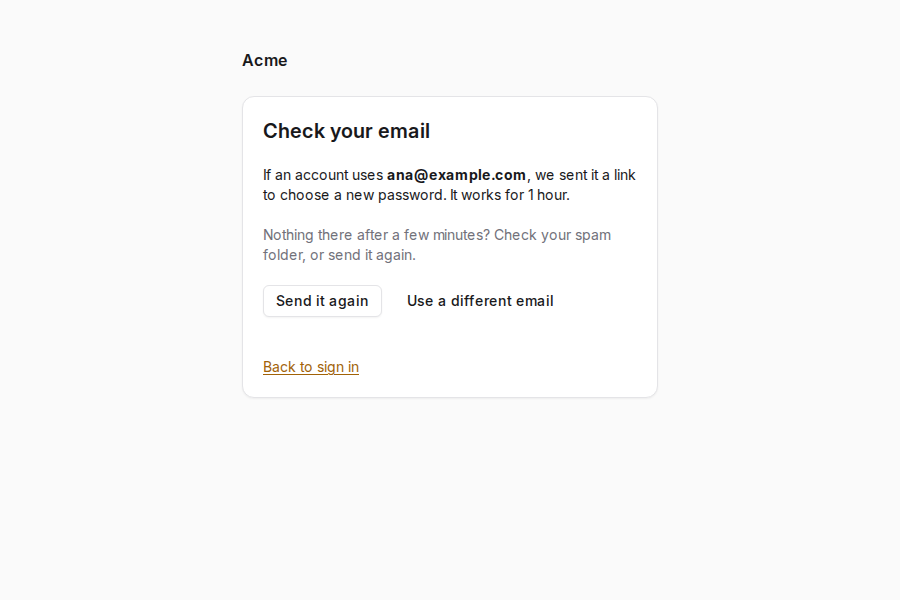 Acme
Check your email
If an account uses ana@example.com, we sent it a link
to choose a new password. It works for 1 hour.
Nothing there after a few minutes? Check your spam
folder, or send it again.
Send it again
Use a different email
Back to sign in